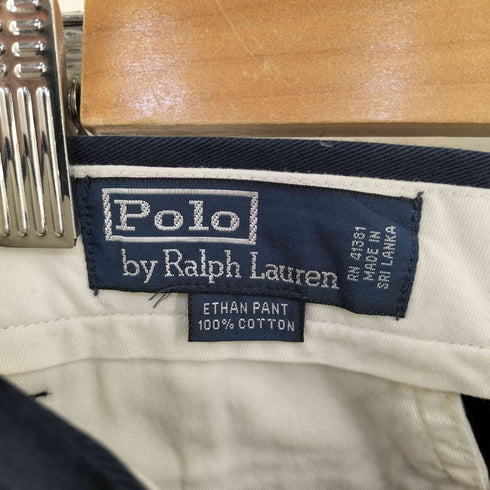 Polo
by Ralph Lauren
RN 41381
MADE IN
SRI LANKA
ETHAN PANT
100% COTTON